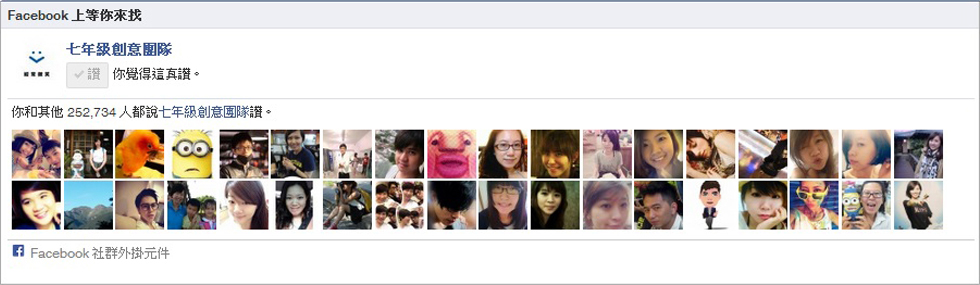 Facebook 上等你來找
七年級創意團隊
讚 你覺得這真讚。
你和其他 252,734 人都說七年級創意團隊讚。
Facebook 社群外掛元件